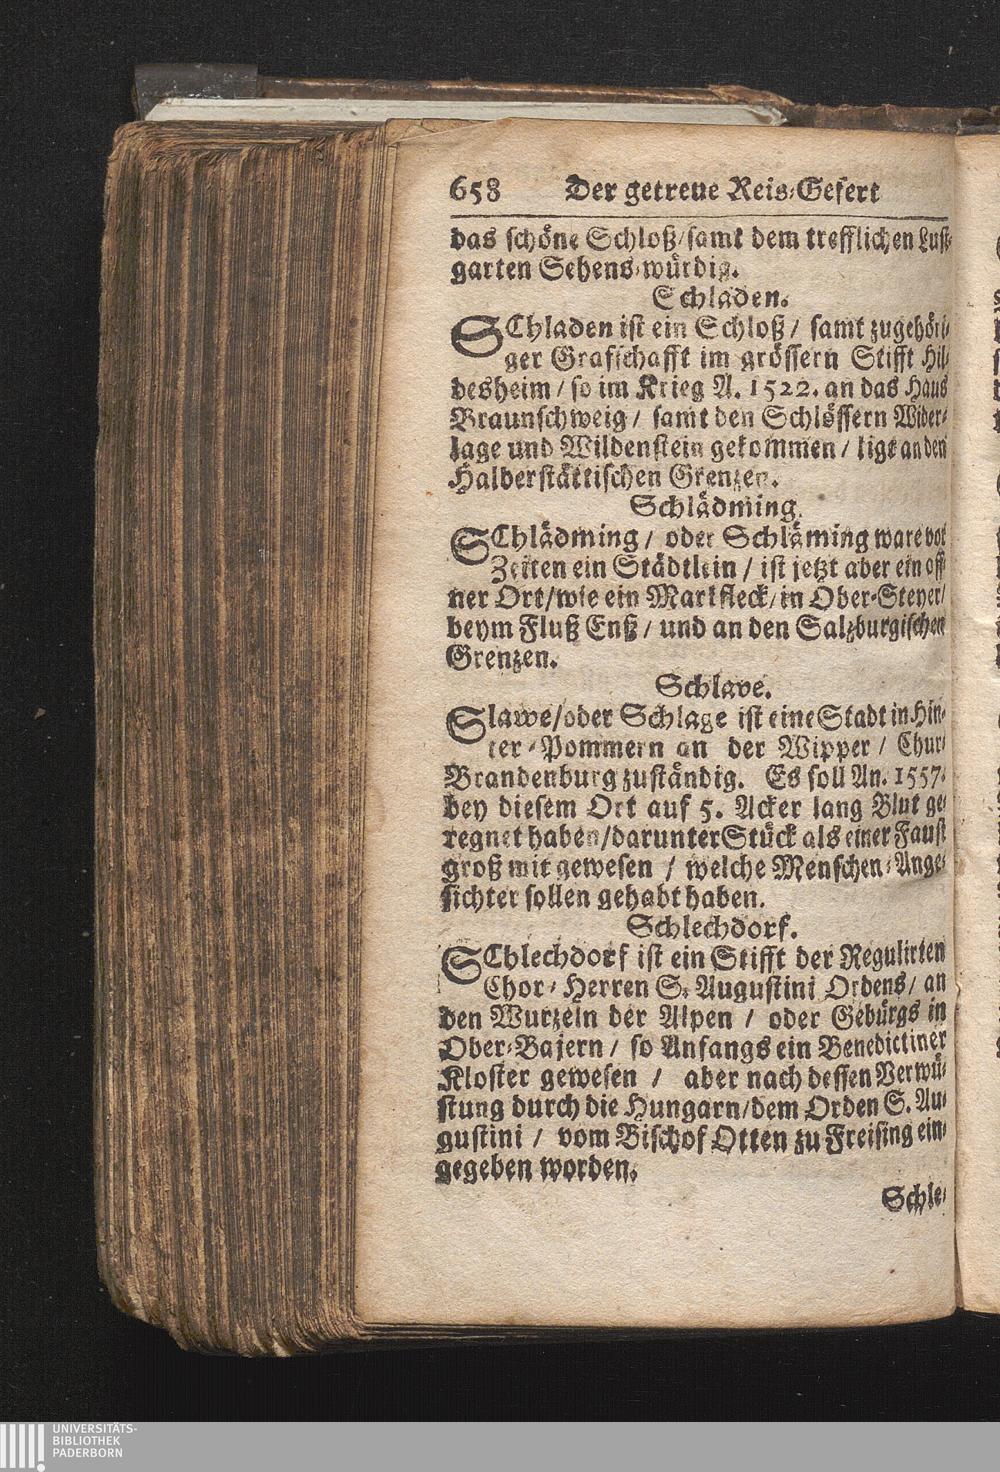 658 Der getreue Reis-Gefert
das schöne Schloß/samt dem trefflichen Lust-
garten Sehens-würdig.
Schladen.
SChladen ist ein Schloß / samt zugehöri-
ger Grafschafft im grössern Stifft Hil-
desheim / so im Krieg A. 1522. an das Haus
Braunschweig / samt den Schlössern Wider-
lage und Wildenstein gekommen / ligt an den
Halberstättischen Grenzen.
Schlädming.
SChlädming / oder Schläming ware vor
Zeiten ein Städtlein / ist jetzt aber ein off-
ner Ort/wie ein Marktfleck/in Ober-Steyer/
beym Fluß Enß / und an den Salzburgischen
Grenzen.
Schlave.
Slawe/oder Schlage ist eine Stadt in Hin-
ter-Pommern an der Wipper / Chur-
Brandenburg zuständig. Es soll An. 1557.
bey diesem Ort auf 5. Acker lang Blut ge-
regnet haben/darunter Stück als einer Faust
groß mit gewesen / welche Menschen-Ange-
sichter sollen gehabt haben.
Schlechdorf.
SChlechdorf ist ein Stifft der Regulirten
Chor-Herren S. Augustini Ordens/ an
den Wurzeln der Alpen / oder Gebürgs in
Ober-Bajern / so Anfangs ein Benedictiner
Kloster gewesen / aber nach dessen Verwü-
stung durch die Hungarn/dem Orden S. Au-
gustini / vom Bischof Otten zu Freising ein-
gegeben worden.
Schle-
UNIVERSITÄTS-
BIBLIOTHEK
PADERBORN